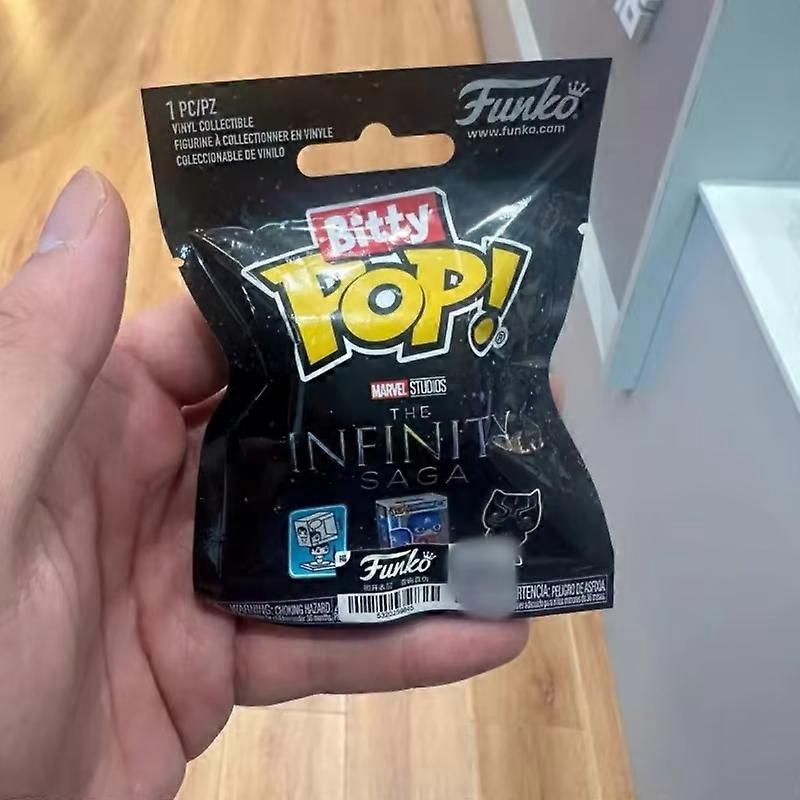 1 PC/PZ
VINYL COLLECTIBLE
FIGURINE À COLLECTIONNER EN VINYLE
COLECCIONABLE DE VINILO
Funko
www.funko.com
Bitty
POP!
MARVEL STUDIOS
THE
INFINITY
SAGA
Funko
WARNING: CHOKING HAZARD
RTENCIA: PELIGRO DE ASFIXIA